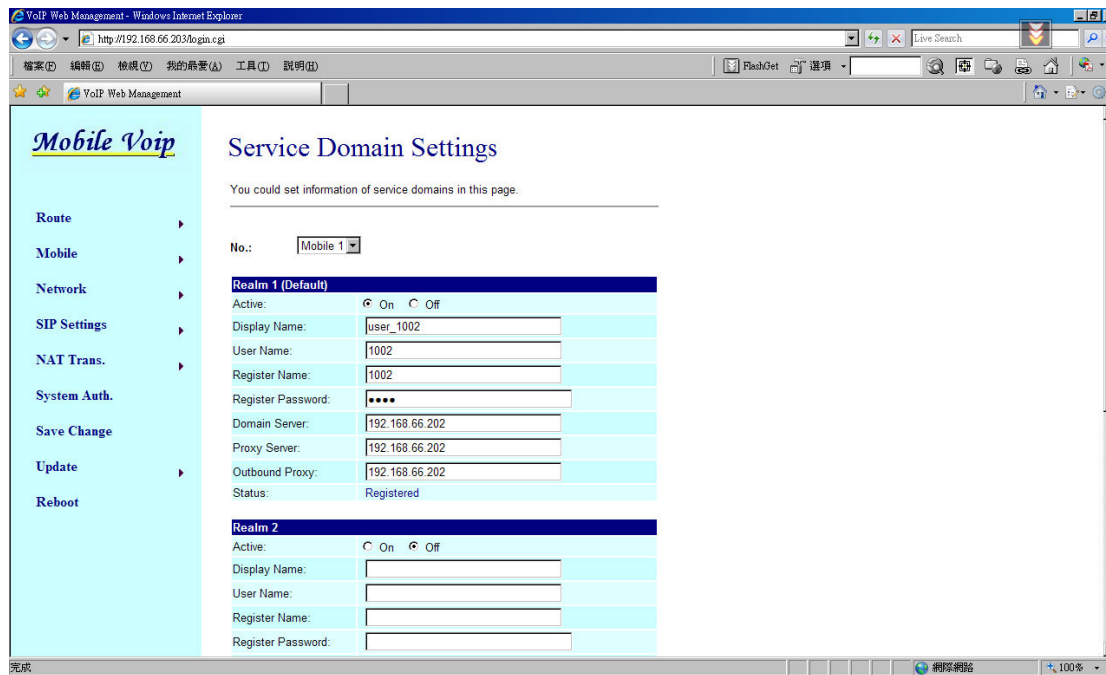 VoIP Web Management - Windows Internet Explorer
http://192.168.66.203/login.cgi
Live Search
檔案(F) 編輯(E) 檢視(V) 我的最愛(A) 工具(T) 說明(H)
FlashGet 選項
VoIP Web Management
Mobile Voip
Route
Mobile
Network
SIP Settings
NAT Trans.
System Auth.
Save Change
Update
Reboot
Service Domain Settings
You could set information of service domains in this page.
No.: Mobile 1
Realm 1 (Default)
Active: On Off
Display Name: user_1002
User Name: 1002
Register Name: 1002
Register Password: ••••
Domain Server: 192.168.66.202
Proxy Server: 192.168.66.202
Outbound Proxy: 192.168.66.202
Status: Registered
Realm 2
Active: On Off
Display Name:
User Name:
Register Name:
Register Password:
完成
網際網路
100%